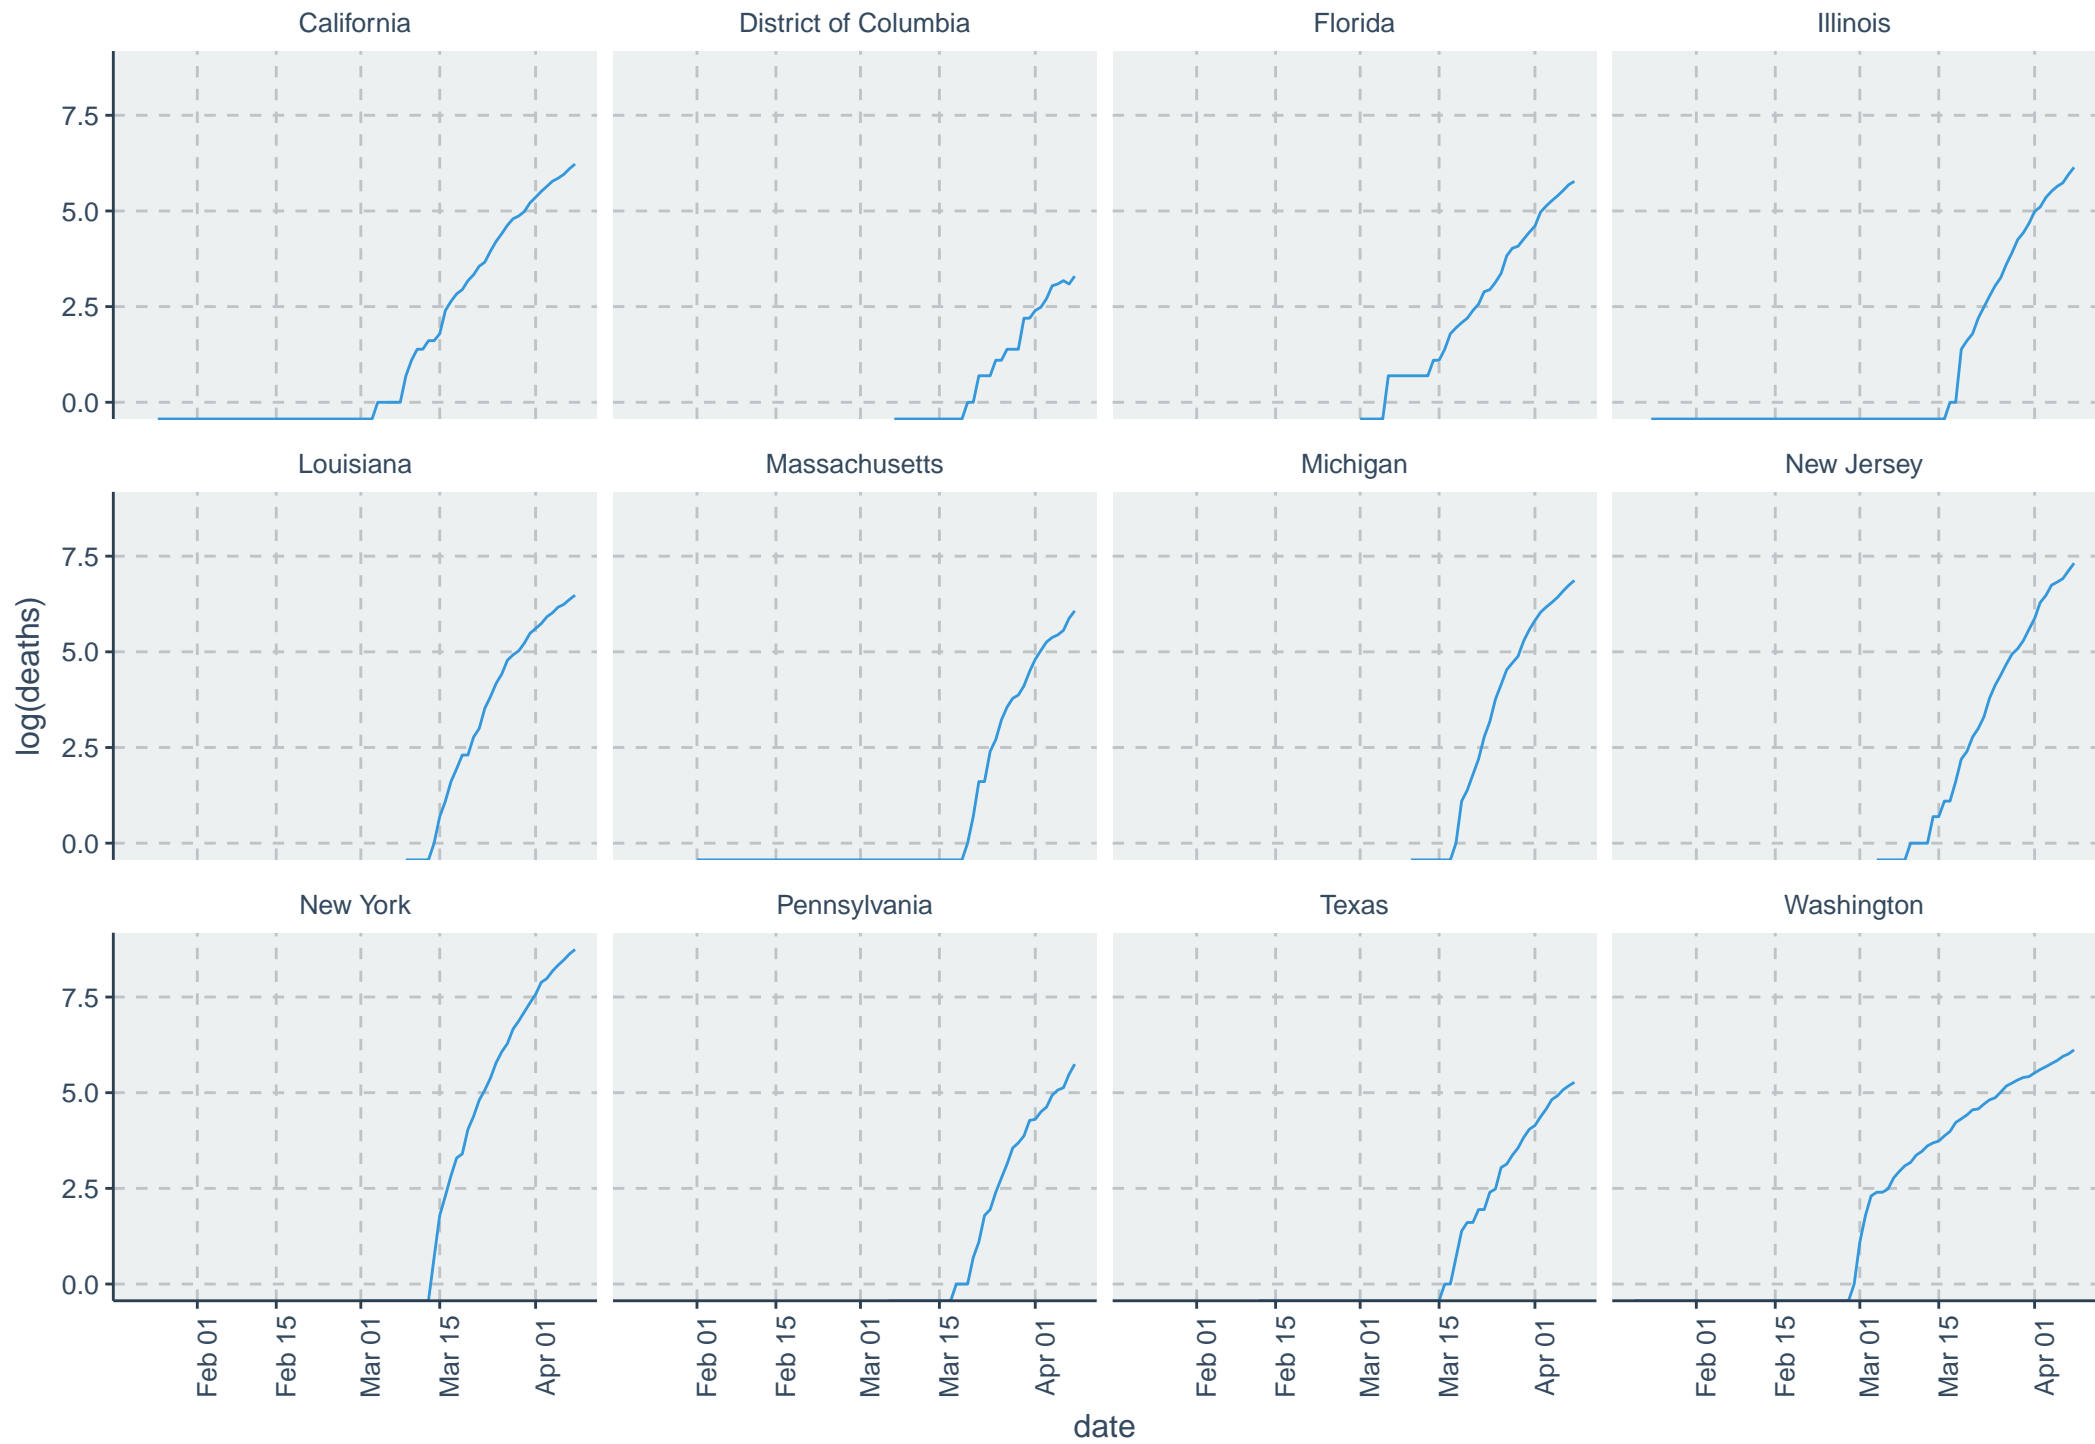 California
District of Columbia
Florida
Illinois
7.5
5.0
2.5
0.0
Louisiana
Massachusetts
Michigan
New Jersey
7.5
5.0
2.5
0.0
log(deaths)
New York
Pennsylvania
Texas
Washington
7.5
5.0
2.5
0.0
Feb 01
Feb 15
Mar 01
Mar 15
Apr 01
Feb 01
Feb 15
Mar 01
Mar 15
Apr 01
Feb 01
Feb 15
Mar 01
Mar 15
Apr 01
Feb 01
Feb 15
Mar 01
Mar 15
Apr 01
date